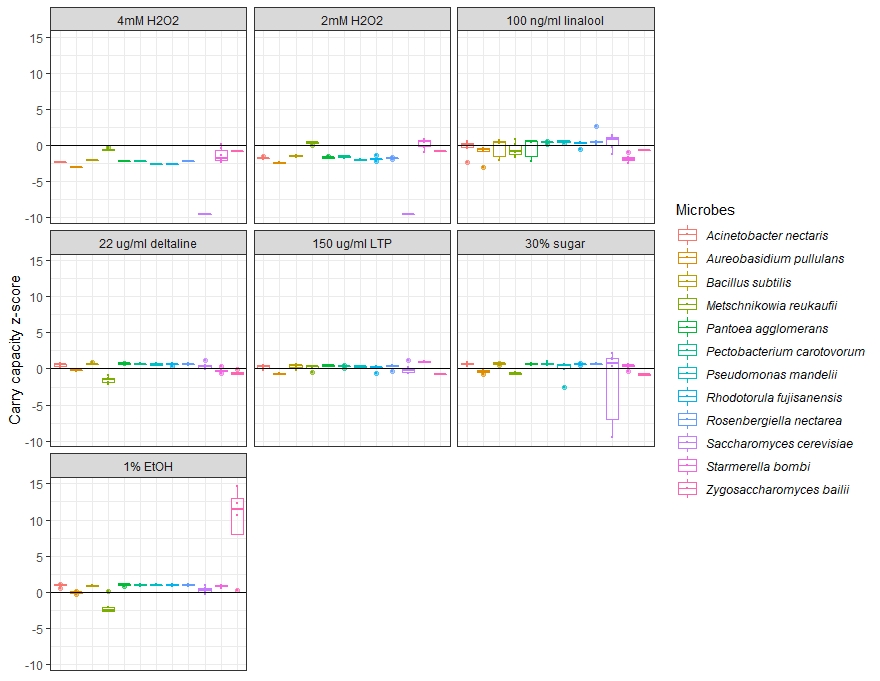 4mM H2O2
2mM H2O2
100 ng/ml linalool
15
10
5
0
-5
-10
22 ug/ml deltaline
150 ug/ml LTP
30% sugar
15
10
5
0
-5
-10
1% EtOH
15
10
5
0
-5
-10
Carry capacity z-score
Microbes
Acinetobacter nectaris
Aureobasidium pullulans
Bacillus subtilis
Metschnikowia reukaufii
Pantoea agglomerans
Pectobacterium carotovorum
Pseudomonas mandelii
Rhodotorula fujisanensis
Rosenbergiella nectarea
Saccharomyces cerevisiae
Starmerella bombi
Zygosaccharomyces bailii